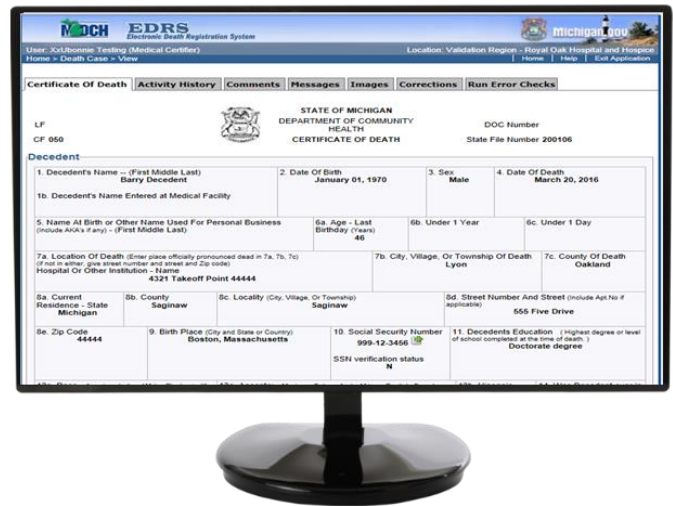 MDCH EDRS
Electronic Death Registration System
Michigan.gov
User: XxUbonnie Testing (Medical Certifier) Location: Validation Region - Royal Oak Hospital and Hospice
Home > Death Case > View | Home | Help | Exit Application
Certificate Of Death Activity History Comments Messages Images Corrections Run Error Checks
STATE OF MICHIGAN
DEPARTMENT OF COMMUNITY
HEALTH
CERTIFICATE OF DEATH
LF DOC Number
CF 050 State File Number 200106
Decedent
1. Decedent's Name -- (First Middle Last) 2. Date Of Birth 3. Sex 4. Date Of Death
Barry Decedent January 01, 1970 Male March 20, 2016
1b. Decedent's Name Entered at Medical Facility
5. Name At Birth or Other Name Used For Personal Business 6a. Age - Last 6b. Under 1 Year 6c. Under 1 Day
(Include AKA's if any) - (First Middle Last) Birthday (Years)
46
7a. Location Of Death (Enter place officially pronounced dead in 7a, 7b, 7c) 7b. City, Village, Or Township Of Death 7c. County Of Death
(if not in either, give street number and street and Zip code) Lyon Oakland
Hospital Or Other Institution - Name
4321 Takeoff Point 44444
8a. Current 8b. County 8c. Locality (City, Village, Or Township) 8d. Street Number And Street (Include Apt.No if
Residence - State Saginaw Saginaw applicable)
Michigan 555 Five Drive
8e. Zip Code 9. Birth Place (City and State or Country) 10. Social Security Number 11. Decedents Education ( Highest degree or level
44444 Boston, Massachusetts 999-12-3456 of school completed at the time of death. )
Doctorate degree
SSN verification status
N